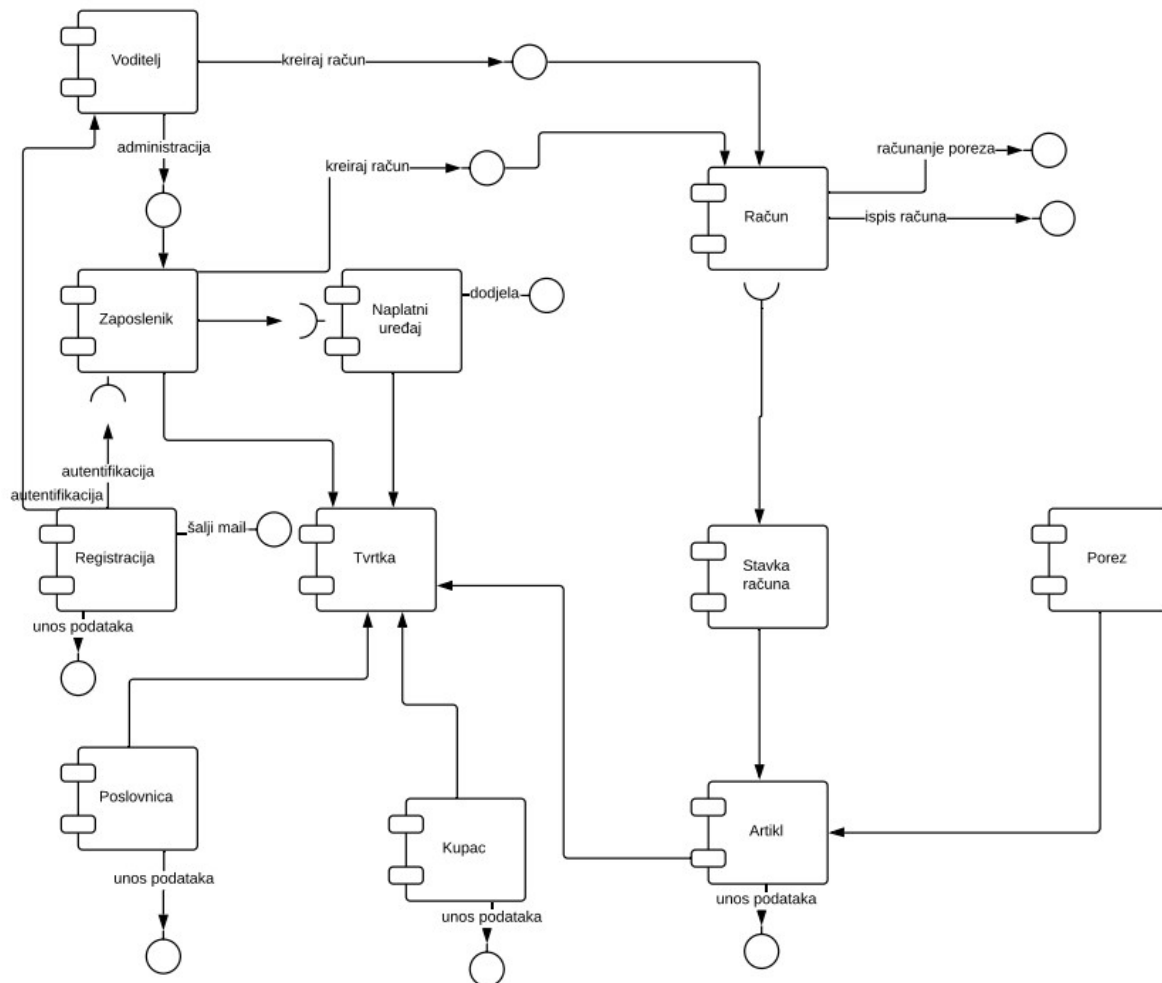 Voditelj
kreiraj račun
administracija
kreiraj račun
računanje poreza
Račun
ispis računa
Zaposlenik
Naplatni
uređaj
dodjela
autentifikacija
autentifikacija
šalji mail
Registracija
Tvrtka
Stavka
računa
Porez
unos podataka
Poslovnica
Kupac
Artikl
unos podataka
unos podataka
unos podataka